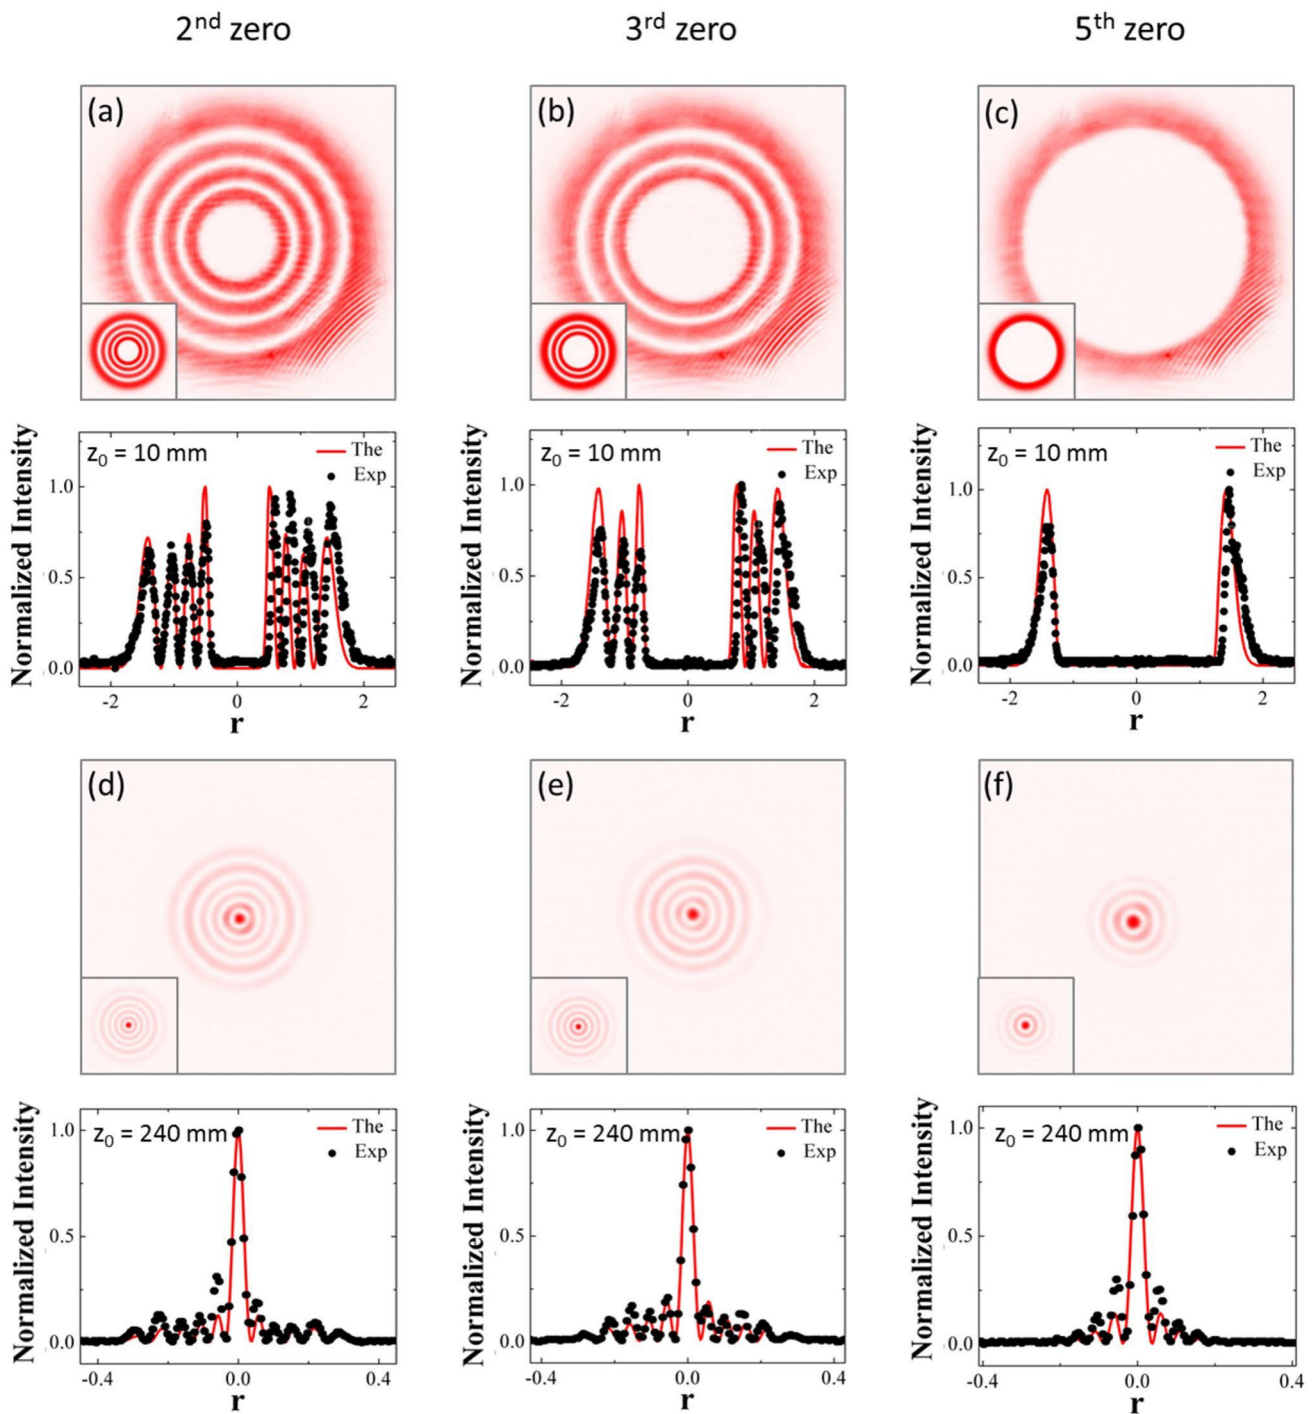 2nd zero
3rd zero
5th zero
(a)
(b)
(c)
Normalized Intensity
z0 = 10 mm
The
Exp
1.0
0.5
0.0
-2
0
2
r
Normalized Intensity
z0 = 10 mm
The
Exp
1.0
0.5
0.0
-2
0
2
r
Normalized Intensity
z0 = 10 mm
The
Exp
1.0
0.5
0.0
-2
0
2
r
(d)
(e)
(f)
Normalized Intensity
z0 = 240 mm
The
Exp
1.0
0.5
0.0
-0.4
0.0
0.4
r
Normalized Intensity
z0 = 240 mm
The
Exp
1.0
0.5
0.0
-0.4
0.0
0.4
r
Normalized Intensity
z0 = 240 mm
The
Exp
1.0
0.5
0.0
-0.4
0.0
0.4
r